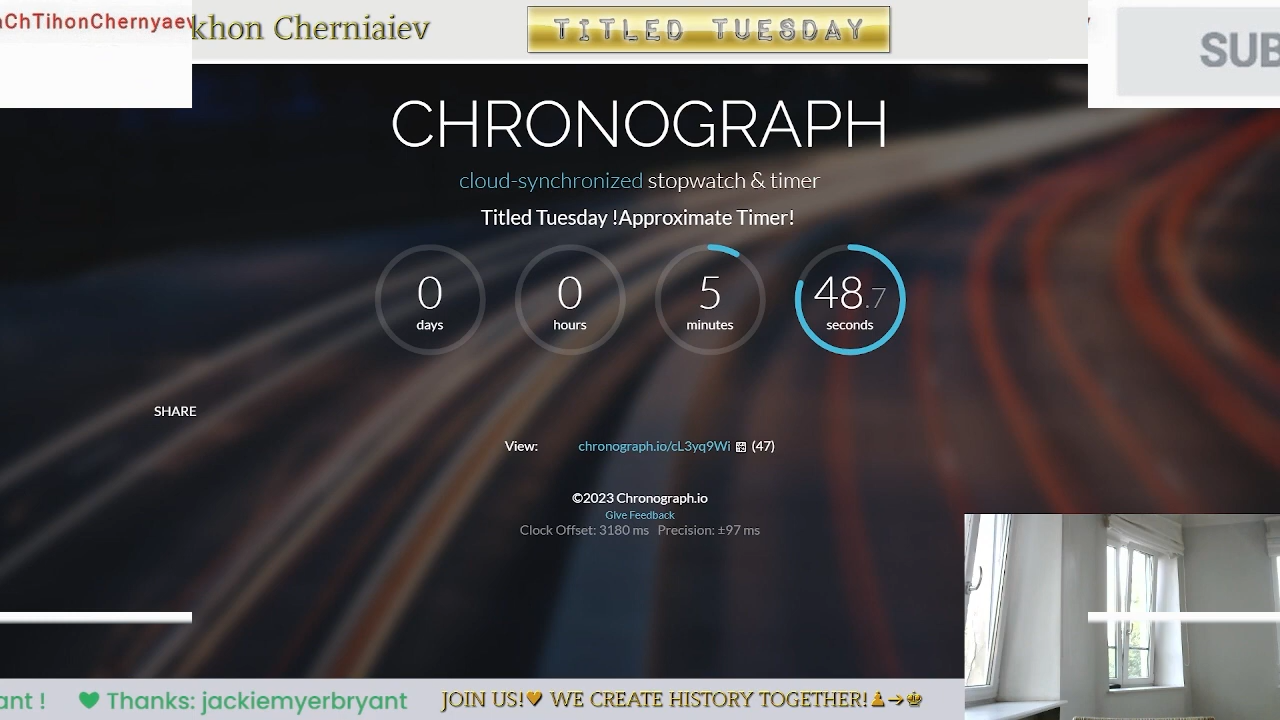 aChTihonChernyaev
khon Cherniaiev
TITLED TUESDAY
SUB
CHRONOGRAPH
cloud-synchronized stopwatch & timer
Titled Tuesday !Approximate Timer!
0 0 5 48.7
days hours minutes seconds
SHARE
View: chronograph.io/cL3yq9Wi (47)
©2023 Chronograph.io
Give Feedback
Clock Offset: 3180 ms Precision: ±97 ms
ant ! 💚 Thanks: jackiemyerbryant JOIN US!🧡 WE CREATE HISTORY TOGETHER!♟→♚